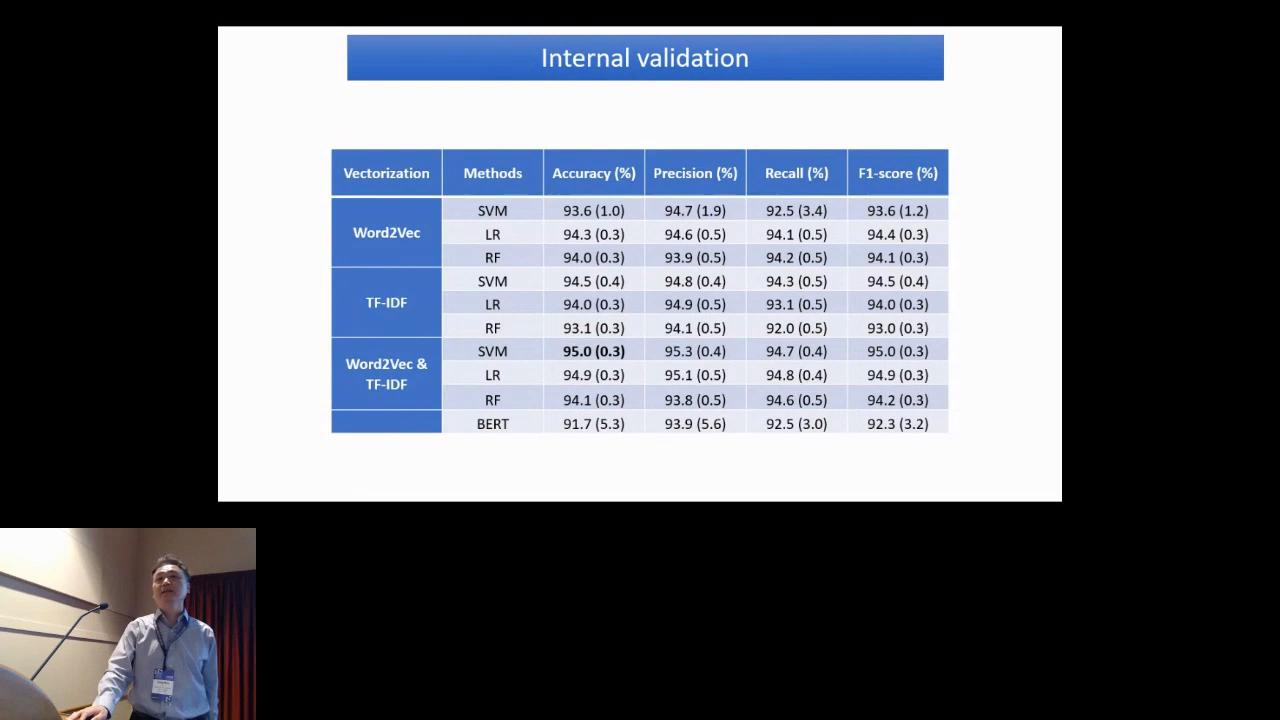 Internal validation
Vectorization Methods Accuracy (%) Precision (%) Recall (%) F1-score (%)
Word2Vec
SVM 93.6 (1.0) 94.7 (1.9) 92.5 (3.4) 93.6 (1.2)
LR 94.3 (0.3) 94.6 (0.5) 94.1 (0.5) 94.4 (0.3)
RF 94.0 (0.3) 93.9 (0.5) 94.2 (0.5) 94.1 (0.3)
TF-IDF
SVM 94.5 (0.4) 94.8 (0.4) 94.3 (0.5) 94.5 (0.4)
LR 94.0 (0.3) 94.9 (0.5) 93.1 (0.5) 94.0 (0.3)
RF 93.1 (0.3) 94.1 (0.5) 92.0 (0.5) 93.0 (0.3)
Word2Vec &
TF-IDF
SVM 95.0 (0.3) 95.3 (0.4) 94.7 (0.4) 95.0 (0.3)
LR 94.9 (0.3) 95.1 (0.5) 94.8 (0.4) 94.9 (0.3)
RF 94.1 (0.3) 93.8 (0.5) 94.6 (0.5) 94.2 (0.3)
BERT 91.7 (5.3) 93.9 (5.6) 92.5 (3.0) 92.3 (3.2)